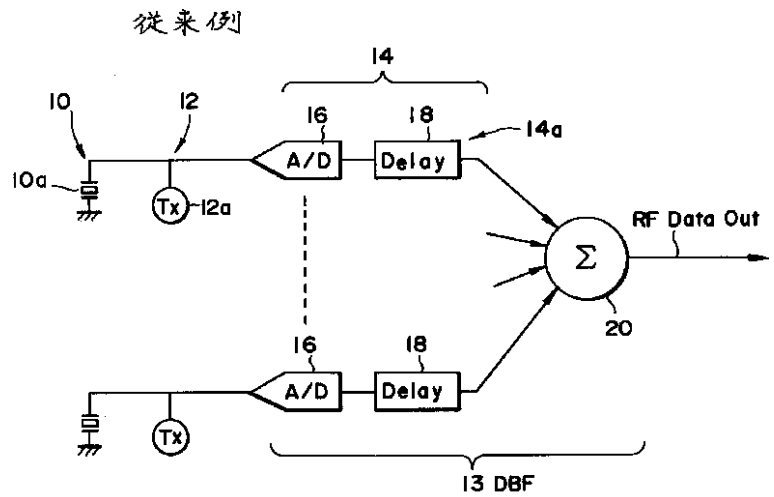 従来例
14
10
12
16
18
14a
A/D
Delay
10a
Tx
12a
RF Data Out
Σ
20
16
18
A/D
Delay
Tx
13 DBF